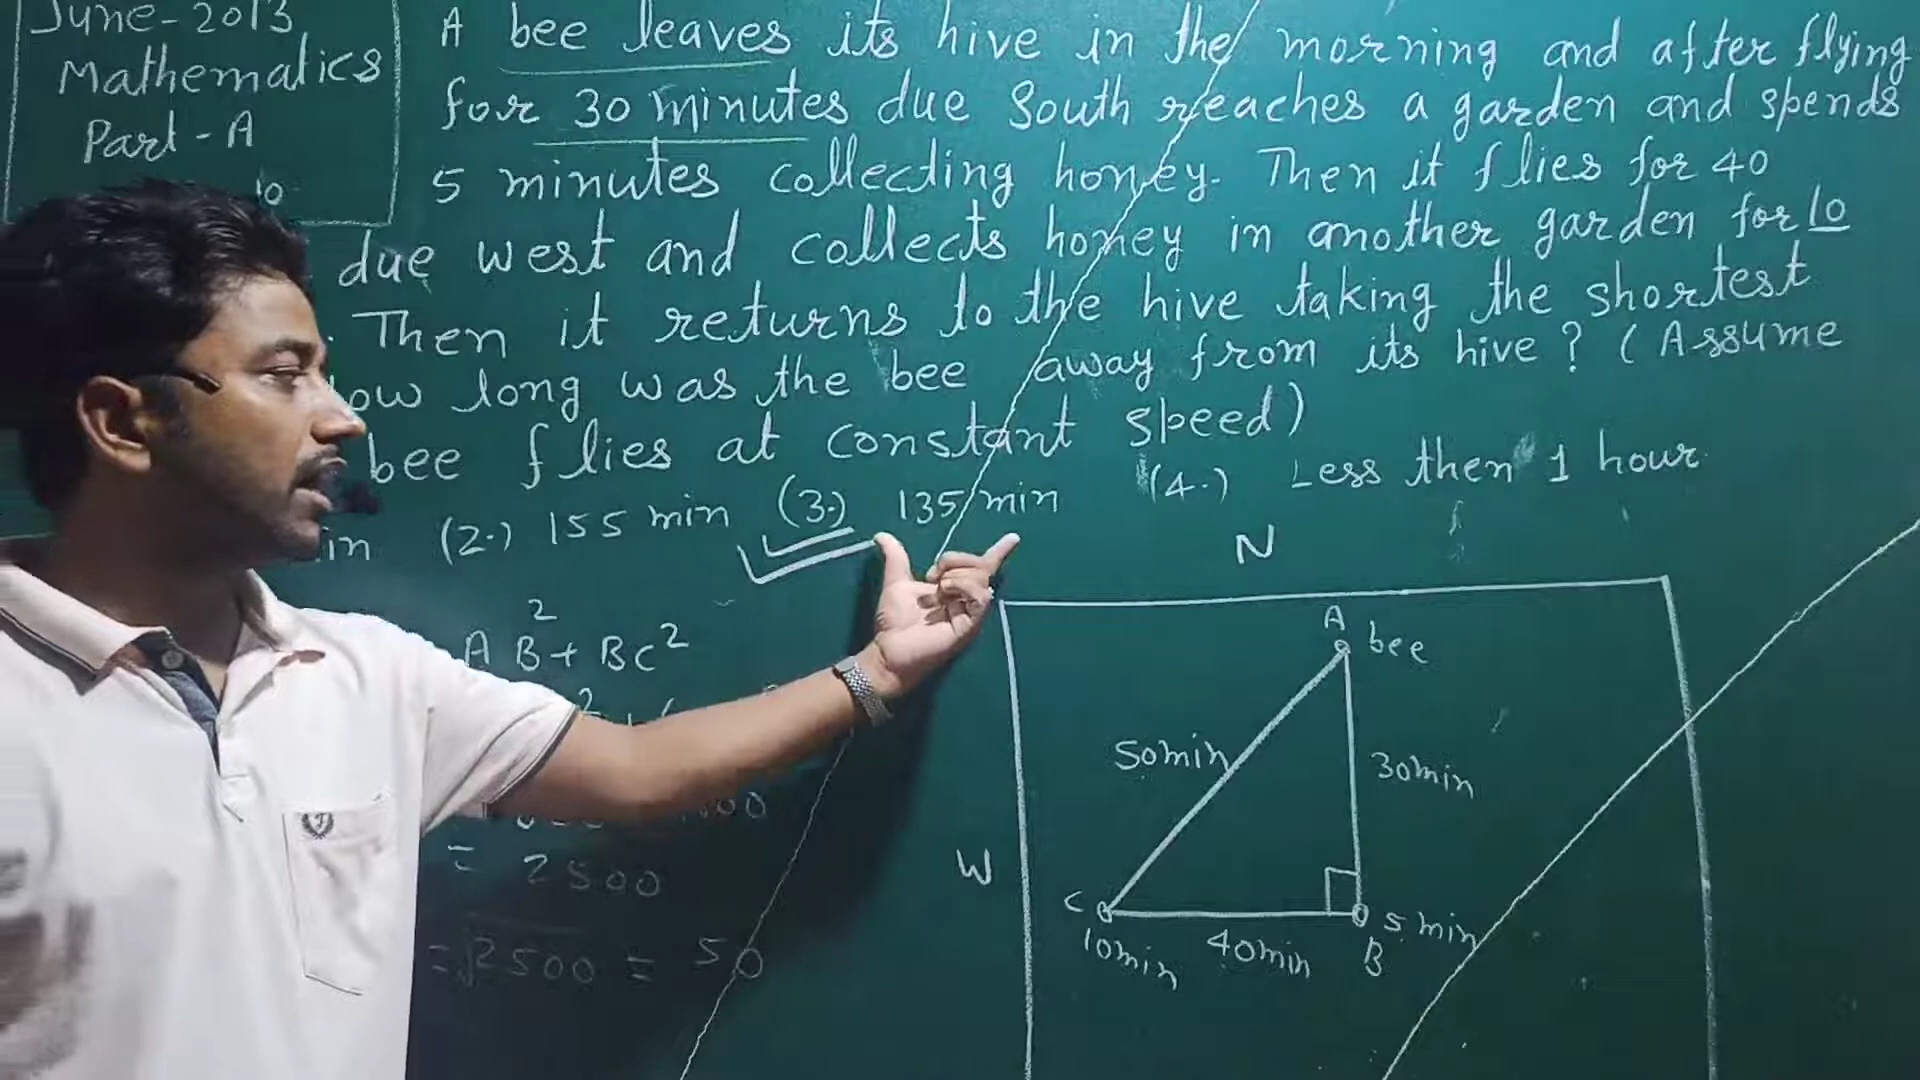 June-2013
Mathematics
Part-A
10
A bee leaves its hive in the morning and after flying
for 30 minutes due South reaches a garden and spends
5 minutes collecting honey. Then it flies for 40
due west and collects honey in another garden for 10
. Then it returns to the hive taking the shortest
ow long was the bee away from its hive? (Assume
bee flies at constant speed)
in (2.) 155 min (3.) 135 min (4.) Less then 1 hour
N
AB²+BC²
A bee
50min
30min
= 2500
W
C
5 min
=√2500 = 50
10min 40min B